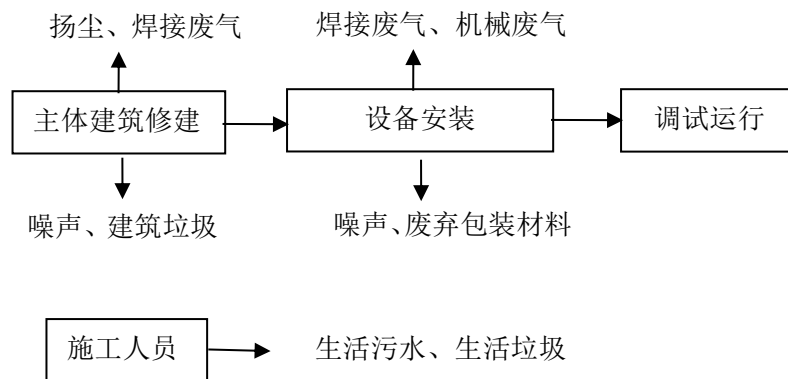 扬尘、焊接废气
焊接废气、机械废气
主体建筑修建
设备安装
调试运行
噪声、建筑垃圾
噪声、废弃包装材料
施工人员
生活污水、生活垃圾